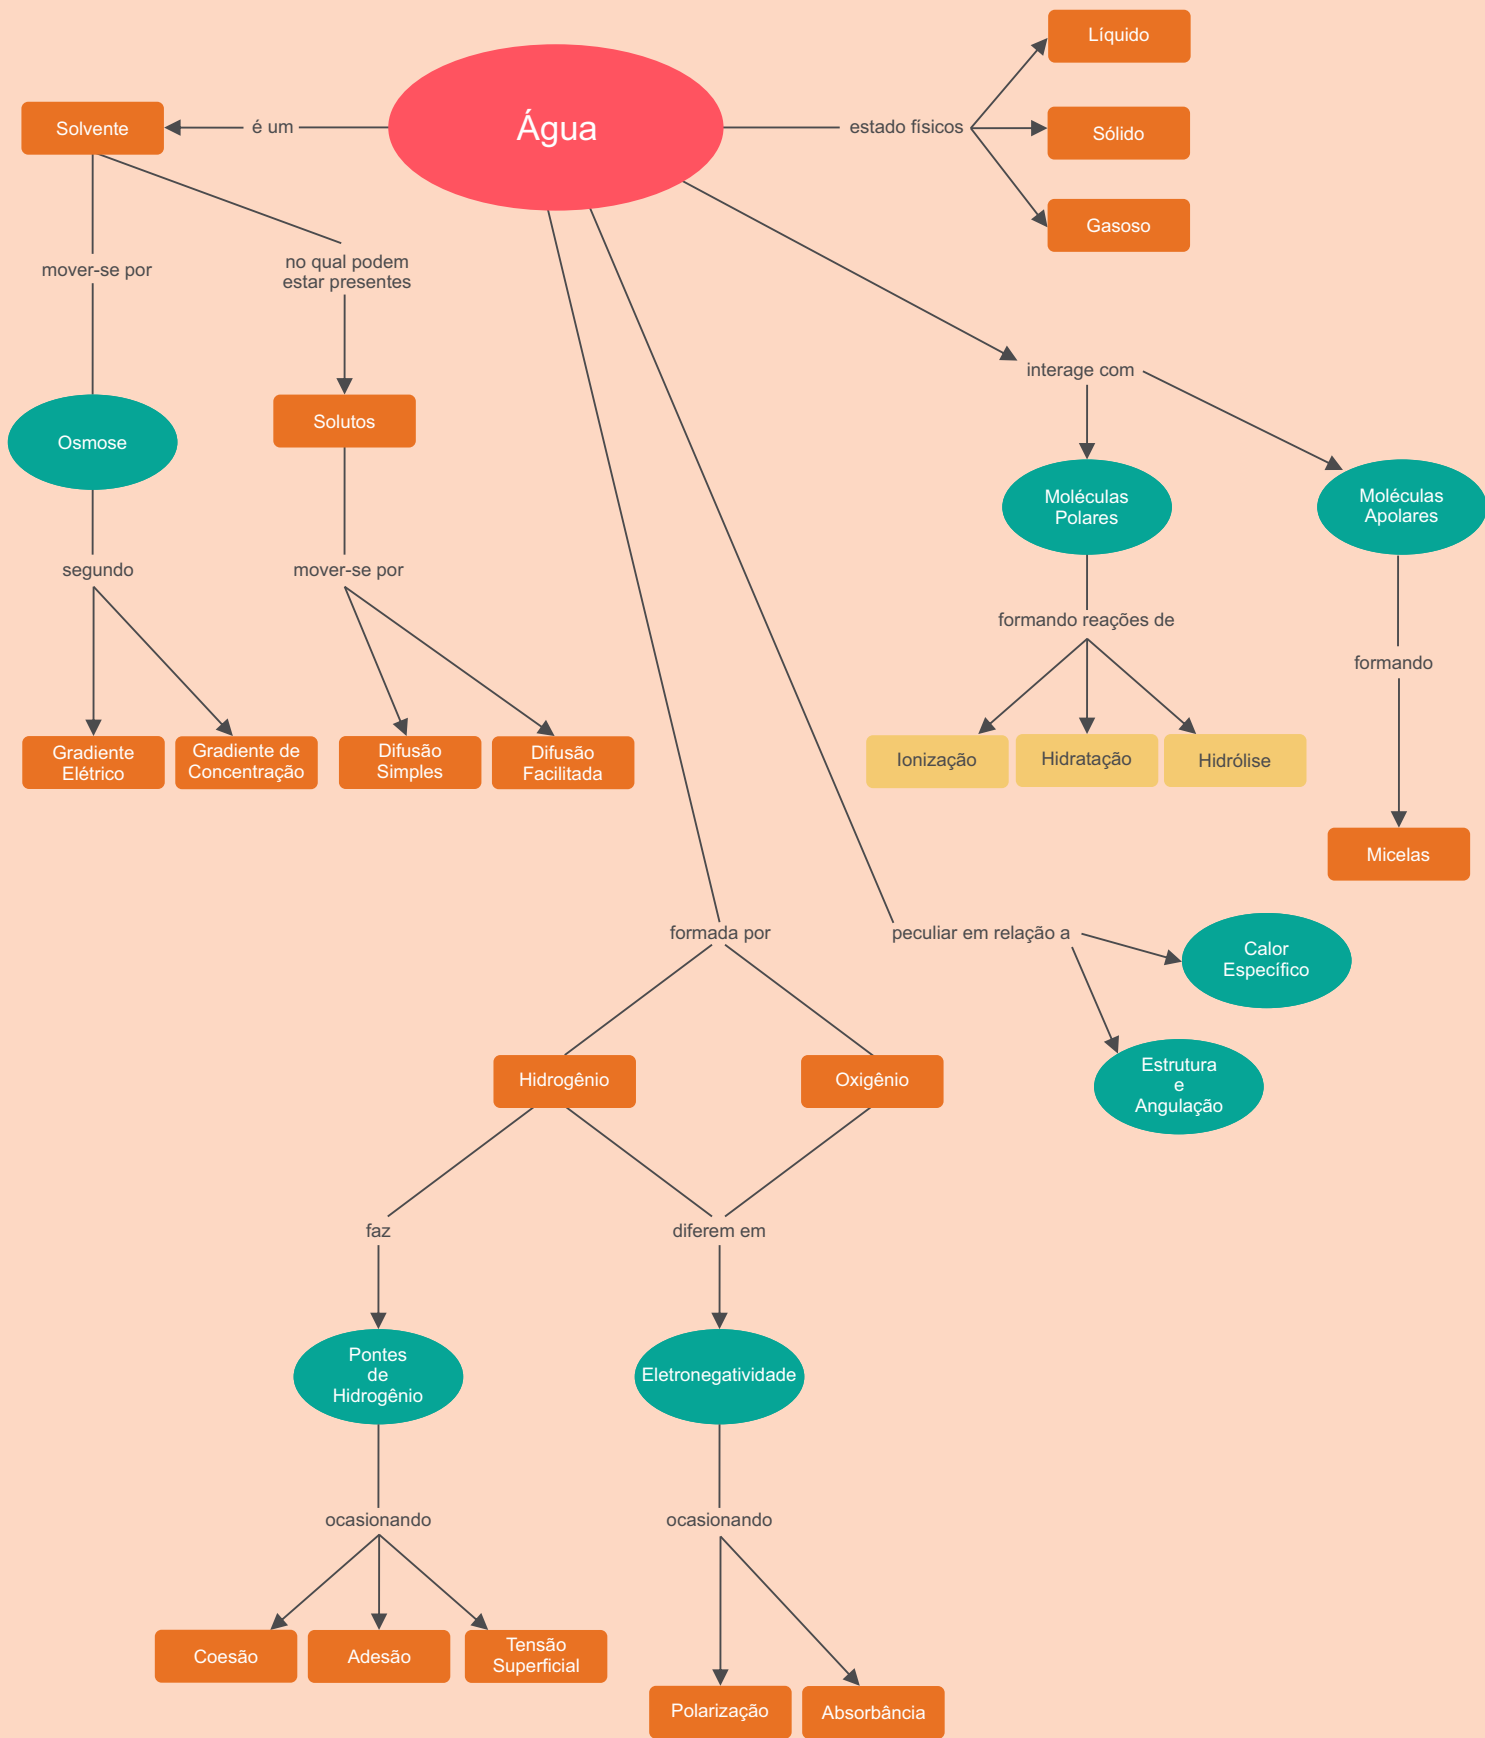 Água
é um
Solvente
mover-se por
Osmose
segundo
Gradiente
Elétrico
Gradiente de
Concentração
no qual podem
estar presentes
Solutos
mover-se por
Difusão
Simples
Difusão
Facilitada
estado físicos
Líquido
Sólido
Gasoso
interage com
Moléculas
Polares
formando reações de
Ionização
Hidratação
Hidrólise
Moléculas
Apolares
formando
Micelas
formada por
Hidrogênio
Oxigênio
peculiar em relação a
Calor
Específico
Estrutura
e
Angulação
faz
Pontes
de
Hidrogênio
ocasionando
Coesão
Adesão
Tensão
Superficial
diferem em
Eletronegatividade
ocasionando
Polarização
Absorbância